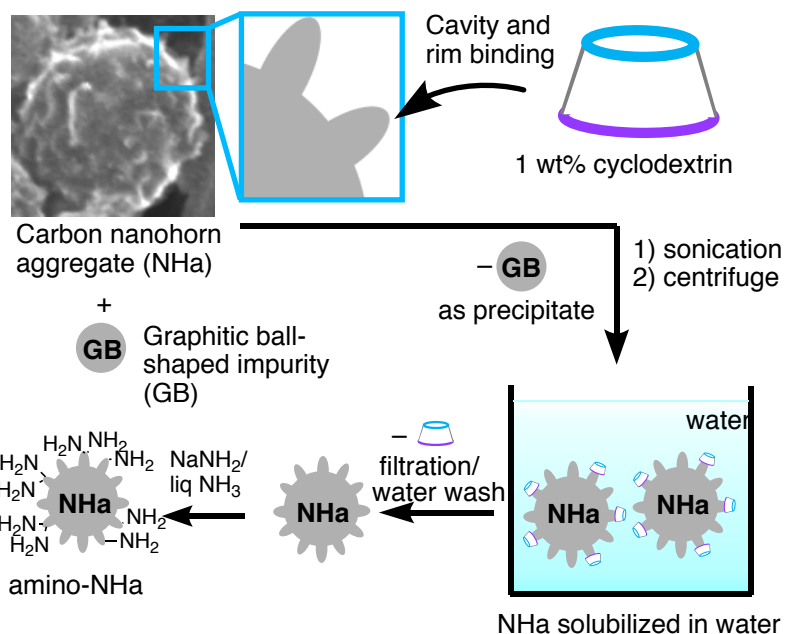 Cavity and
rim binding
1 wt% cyclodextrin
Carbon nanohorn
aggregate (NHa)
+
GB
Graphitic ball-
shaped impurity
(GB)
– GB
as precipitate
1) sonication
2) centrifuge
water
NHa
NHa
NHa solubilized in water
–
filtration/
water wash
NHa
NaNH2/
liq NH3
H2N
NH2
H2N
NH2
H2N
NHa
H2N
NH2
H2N
NH2
amino-NHa